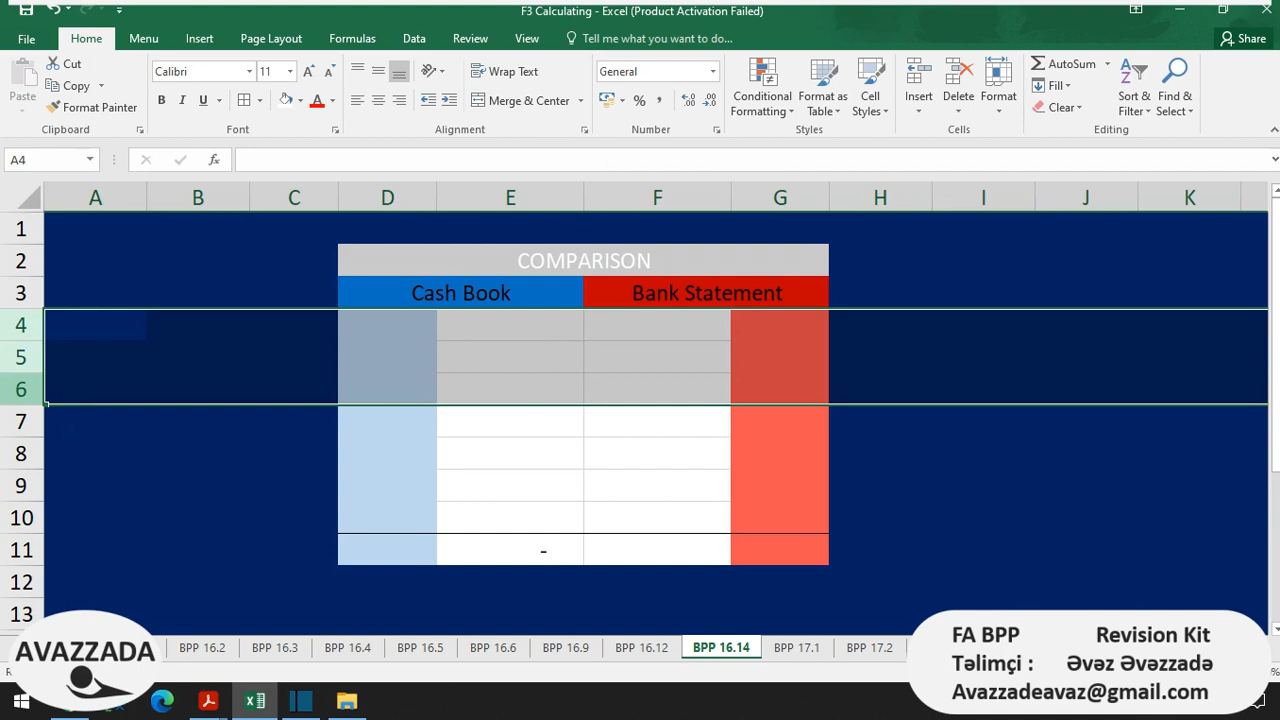 F3 Calculating - Excel (Product Activation Failed)
File Home Menu Insert Page Layout Formulas Data Review View Tell me what you want to do... Share
Cut
Copy
Format Painter
Paste
Calibri 11
B I U
Wrap Text
Merge & Center
General
% ,
Conditional Formatting
Format as Table
Cell Styles
Insert Delete Format
AutoSum
Fill
Clear
Sort & Filter
Find & Select
Clipboard Font Alignment Number Styles Cells Editing
A4 fx
A B C D E F G H I J K
1
2 COMPARISON
3 Cash Book Bank Statement
4
5
6
7
8
9
10
11 -
12
13
BPP 16.2 BPP 16.3 BPP 16.4 BPP 16.5 BPP 16.6 BPP 16.9 BPP 16.12 BPP 16.14 BPP 17.1 BPP 17.2
AVAZZADA
FA BPP Revision Kit
Təlimçi : Əvəz Əvəzzadə
Avazzadeavaz@gmail.com